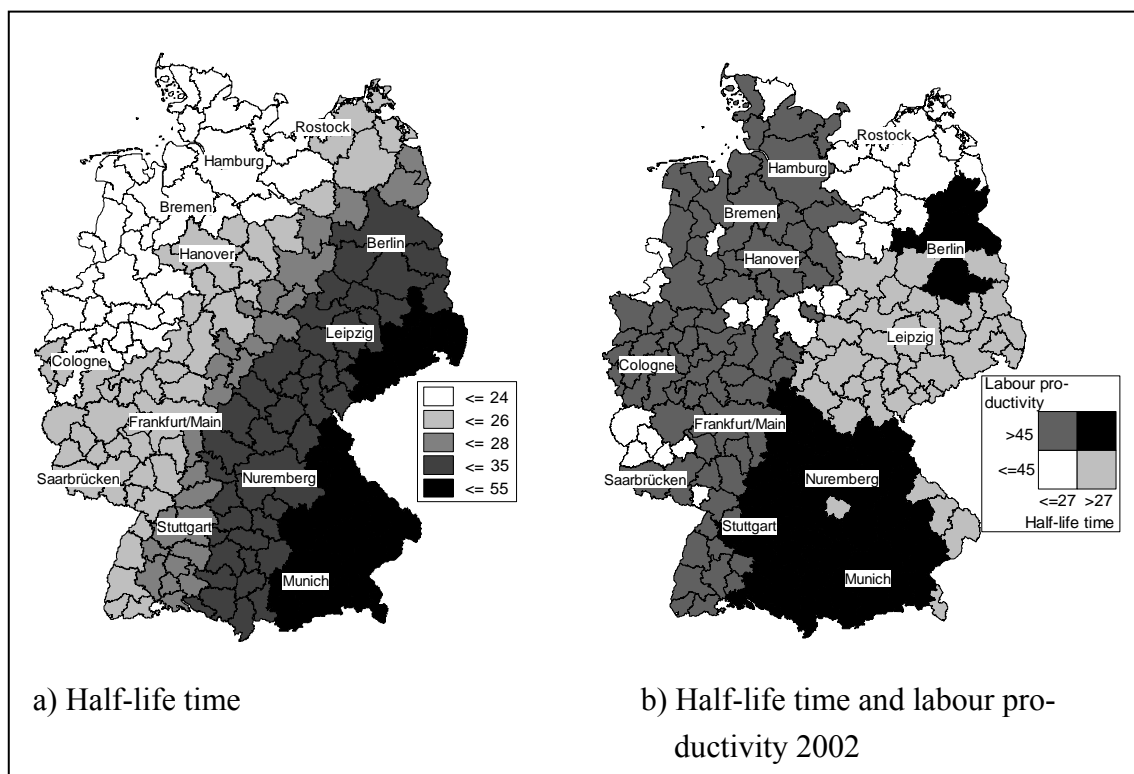 Rostock
Hamburg
Bremen
Hanover
Berlin
Leipzig
Cologne
Frankfurt/Main
Saarbrücken
Nuremberg
Stuttgart
Munich
<= 24
<= 26
<= 28
<= 35
<= 55
a) Half-life time
Rostock
Hamburg
Bremen
Hanover
Berlin
Leipzig
Cologne
Frankfurt/Main
Saarbrücken
Nuremberg
Stuttgart
Munich
Labour pro-
ductivity
>45
<=45
<=27 >27
Half-life time
b) Half-life time and labour pro-
ductivity 2002